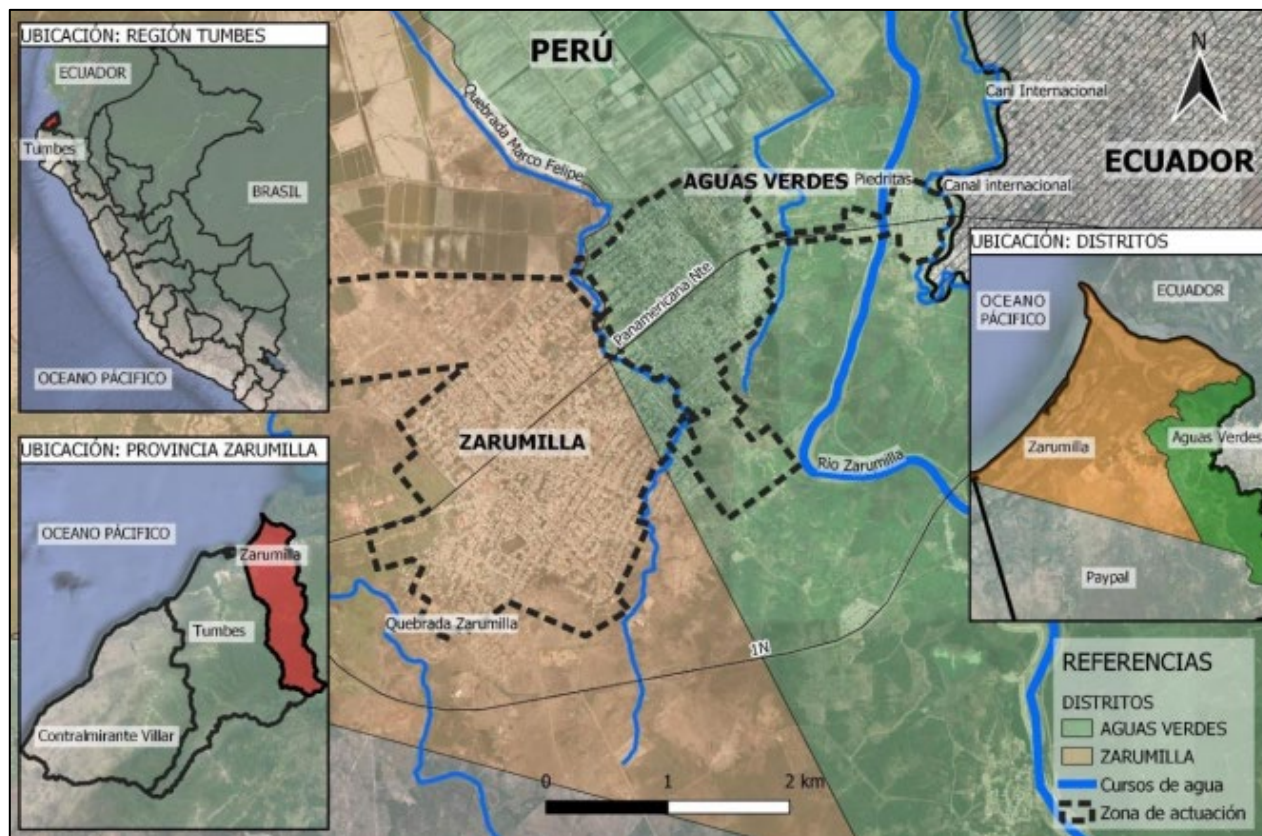 UBICACIÓN: REGIÓN TUMBES
ECUADOR
Tumbes
BRASIL
OCEANO PÁCIFICO
UBICACIÓN: PROVINCIA ZARUMILLA
OCEANO PÁCIFICO
Zarumilla
Tumbes
Contralmirante Villar
PERÚ
Quebrada Marco Felipe
AGUAS VERDES
Piedritas
Canl Internacional
Canal internacional
ECUADOR
N
Panamericana Nte
ZARUMILLA
Rio Zarumilla
Quebrada Zarumilla
1N
0 1 2 km
UBICACIÓN: DISTRITOS
OCEANO
PÁCIFICO
ECUADOR
Zarumilla
Aguas Verdes
Paypal
REFERENCIAS
DISTRITOS
AGUAS VERDES
ZARUMILLA
Cursos de agua
Zona de actuación